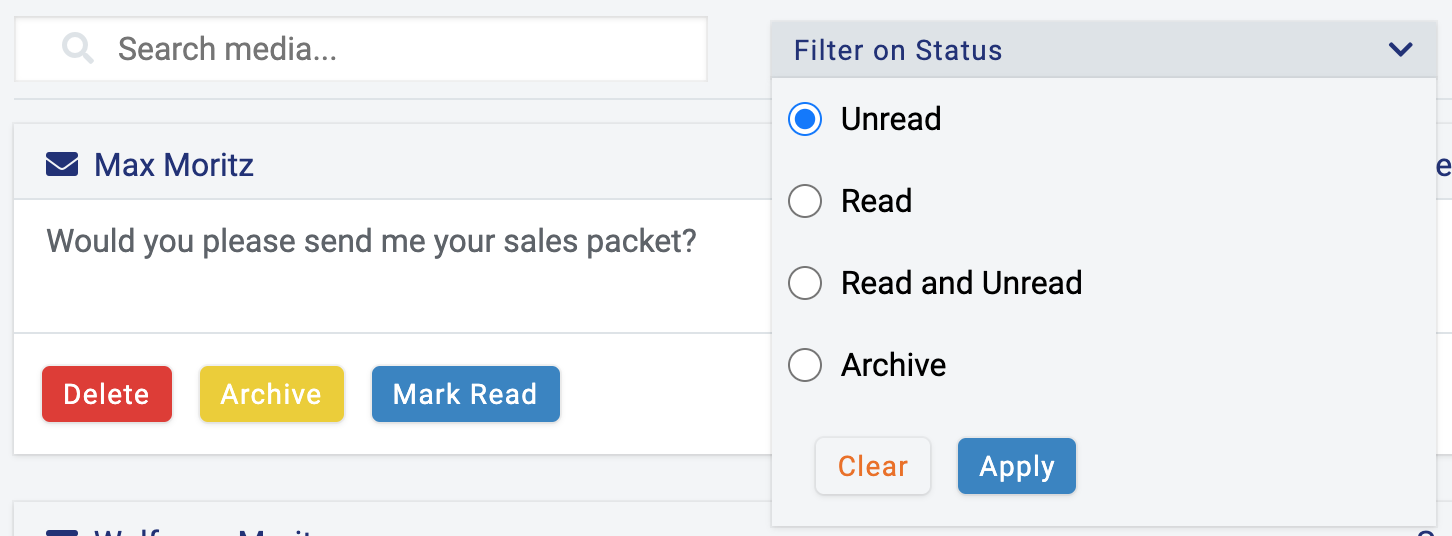 Search media...
Filter on Status
Unread
Read
Read and Unread
Archive
Clear
Apply
Max Moritz
Would you please send me your sales packet?
Delete
Archive
Mark Read